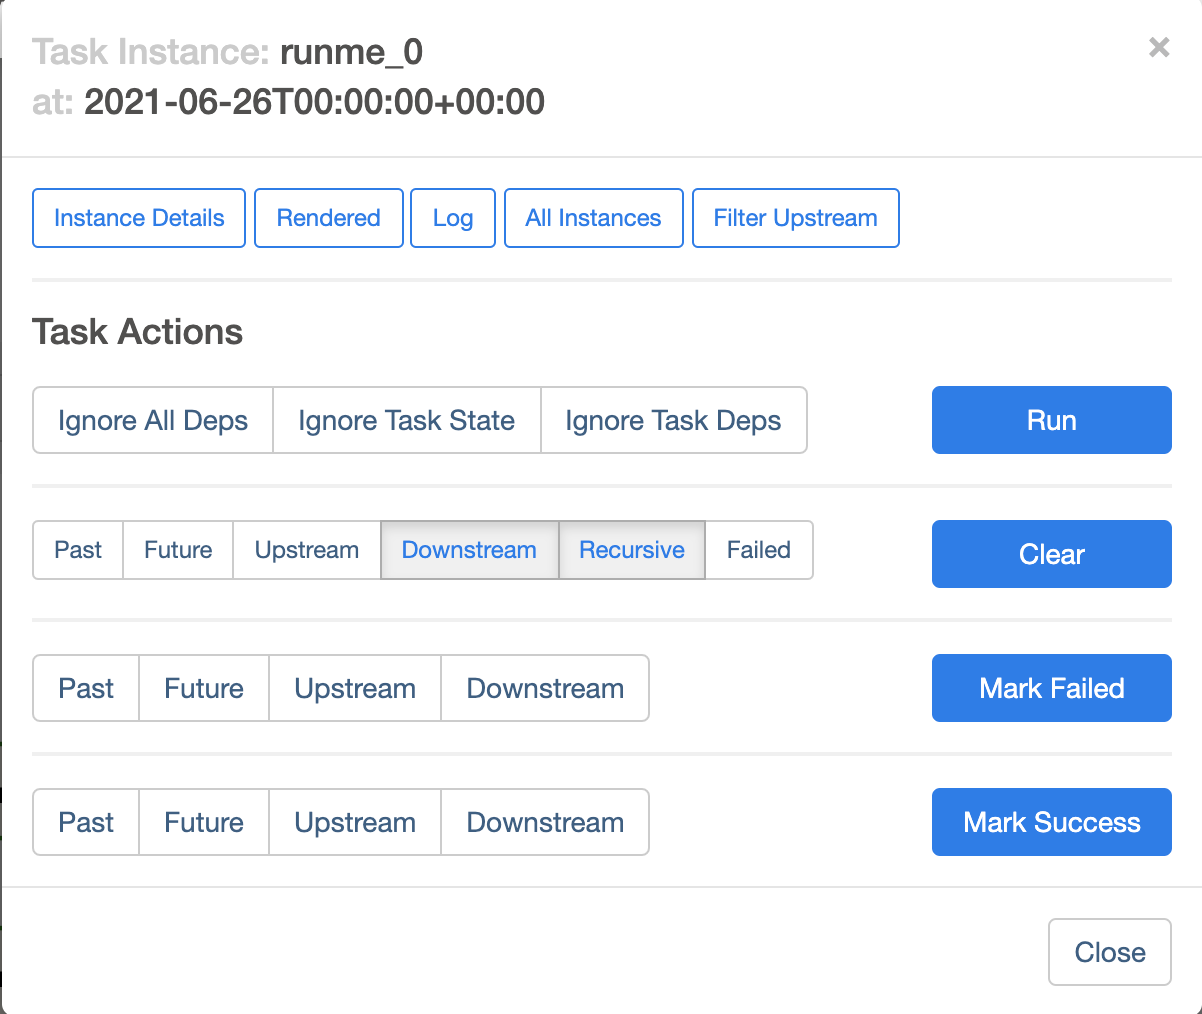 Task Instance: runme_0
at: 2021-06-26T00:00:00+00:00
×
Instance Details Rendered Log All Instances Filter Upstream
Task Actions
Ignore All Deps Ignore Task State Ignore Task Deps Run
Past Future Upstream Downstream Recursive Failed Clear
Past Future Upstream Downstream Mark Failed
Past Future Upstream Downstream Mark Success
Close